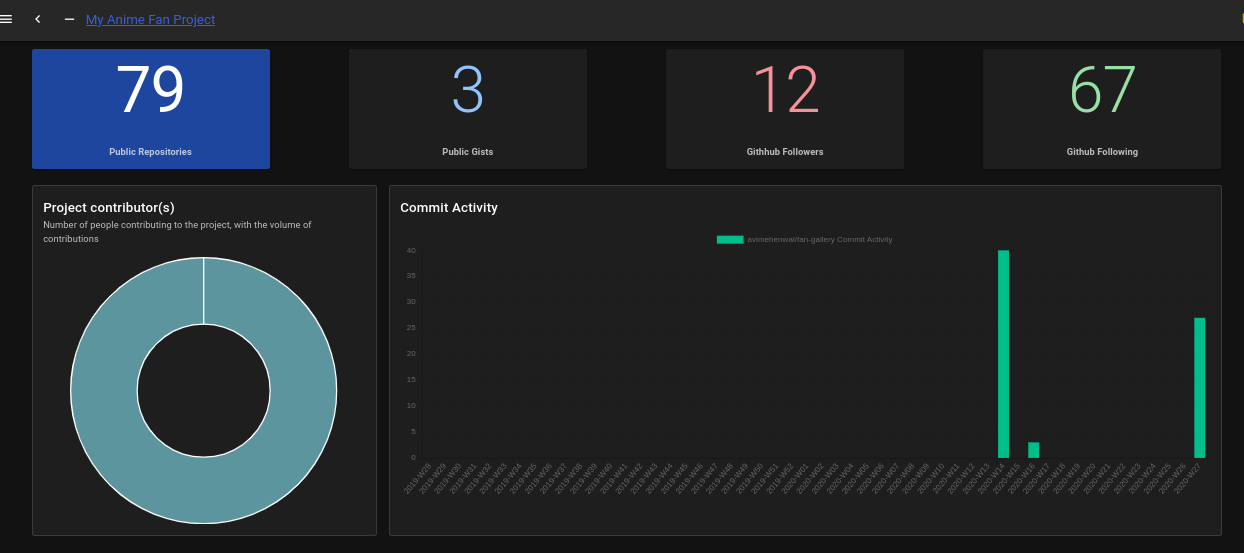 My Anime Fan Project
79
Public Repositories
3
Public Gists
12
Githhub Followers
67
Github Following
Project contributor(s)
Number of people contributing to the project, with the volume of
contributions
Commit Activity
avimehenwal/fan-gallery Commit Activity
40
35
30
25
20
15
10
5
0
2019-W28
2019-W29
2019-W30
2019-W31
2019-W32
2019-W33
2019-W34
2019-W35
2019-W36
2019-W37
2019-W38
2019-W39
2019-W40
2019-W41
2019-W42
2019-W43
2019-W44
2019-W45
2019-W46
2019-W47
2019-W48
2019-W49
2019-W50
2019-W51
2019-W52
2020-W01
2020-W02
2020-W03
2020-W04
2020-W05
2020-W06
2020-W07
2020-W08
2020-W09
2020-W10
2020-W11
2020-W12
2020-W13
2020-W14
2020-W15
2020-W16
2020-W17
2020-W18
2020-W19
2020-W20
2020-W21
2020-W22
2020-W23
2020-W24
2020-W25
2020-W26
2020-W27